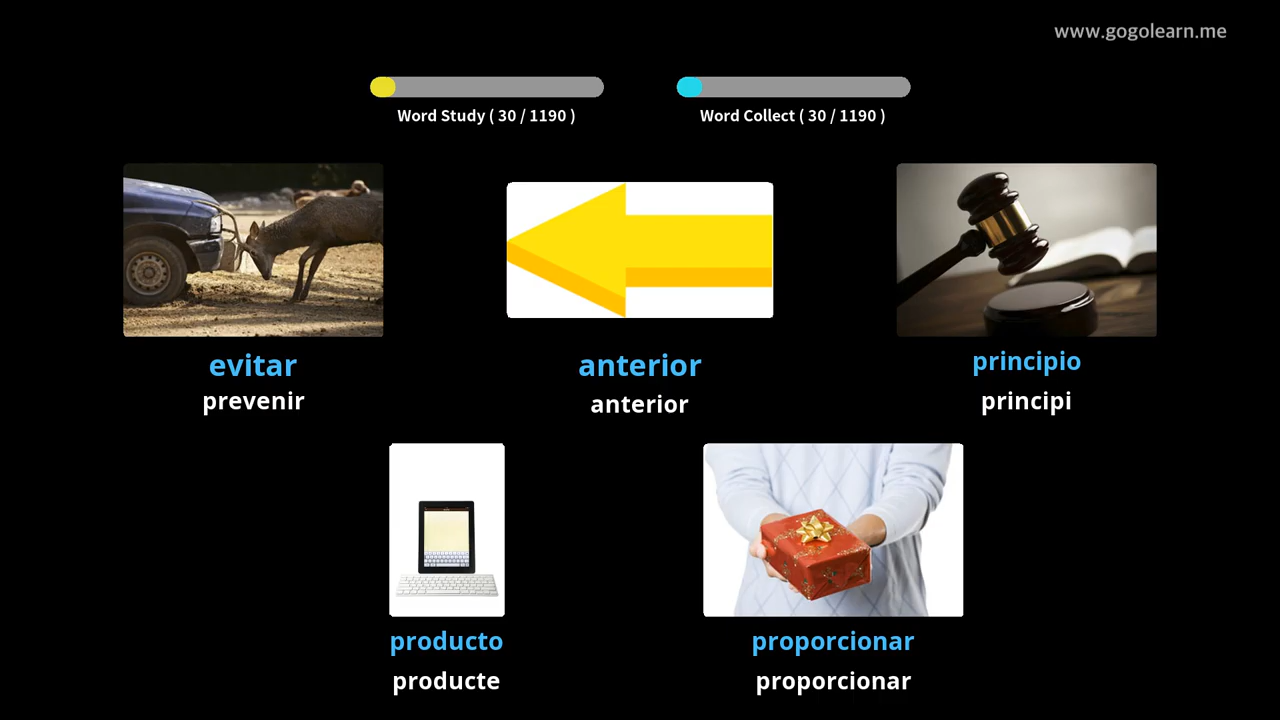 www.gogolearn.me
Word Study ( 30 / 1190 )
Word Collect ( 30 / 1190 )
evitar
prevenir
anterior
anterior
principio
principi
producto
producte
proporcionar
proporcionar